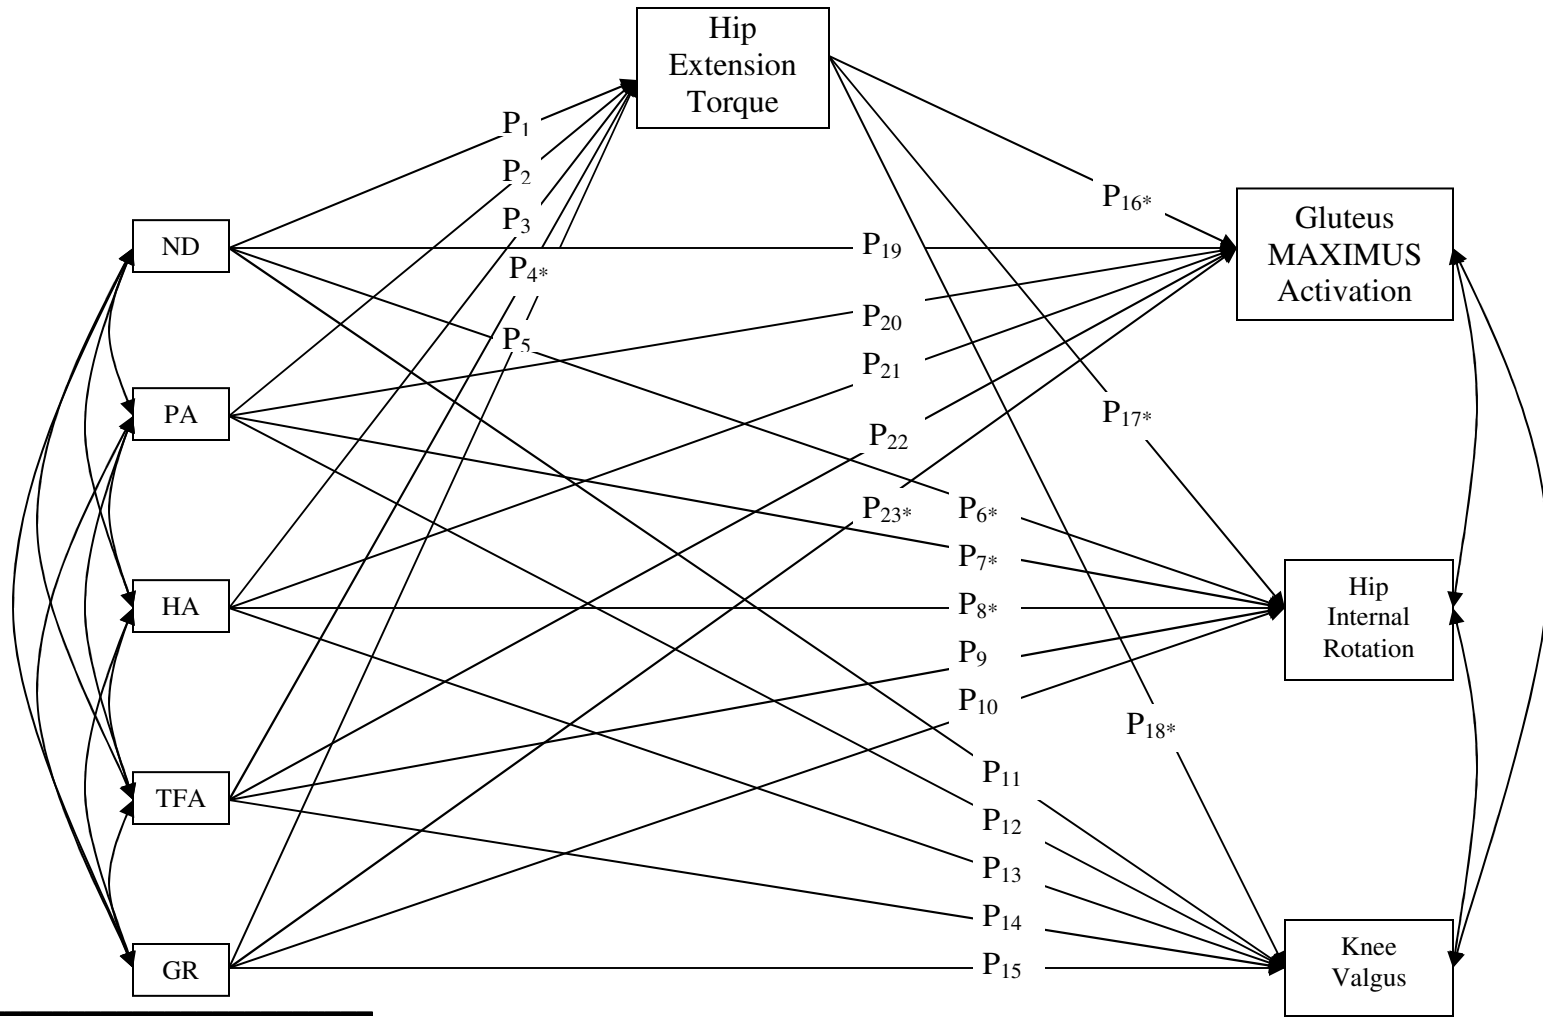 Hip
Extension
Torque
P1
P2
P3
P4*
P5
ND
PA
HA
TFA
GR
P19
P20
P21
P22
P23*
P16*
P17*
P18*
P6*
P7*
P8*
P9
P10
P11
P12
P13
P14
P15
Gluteus
MAXIMUS
Activation
Hip
Internal
Rotation
Knee
Valgus